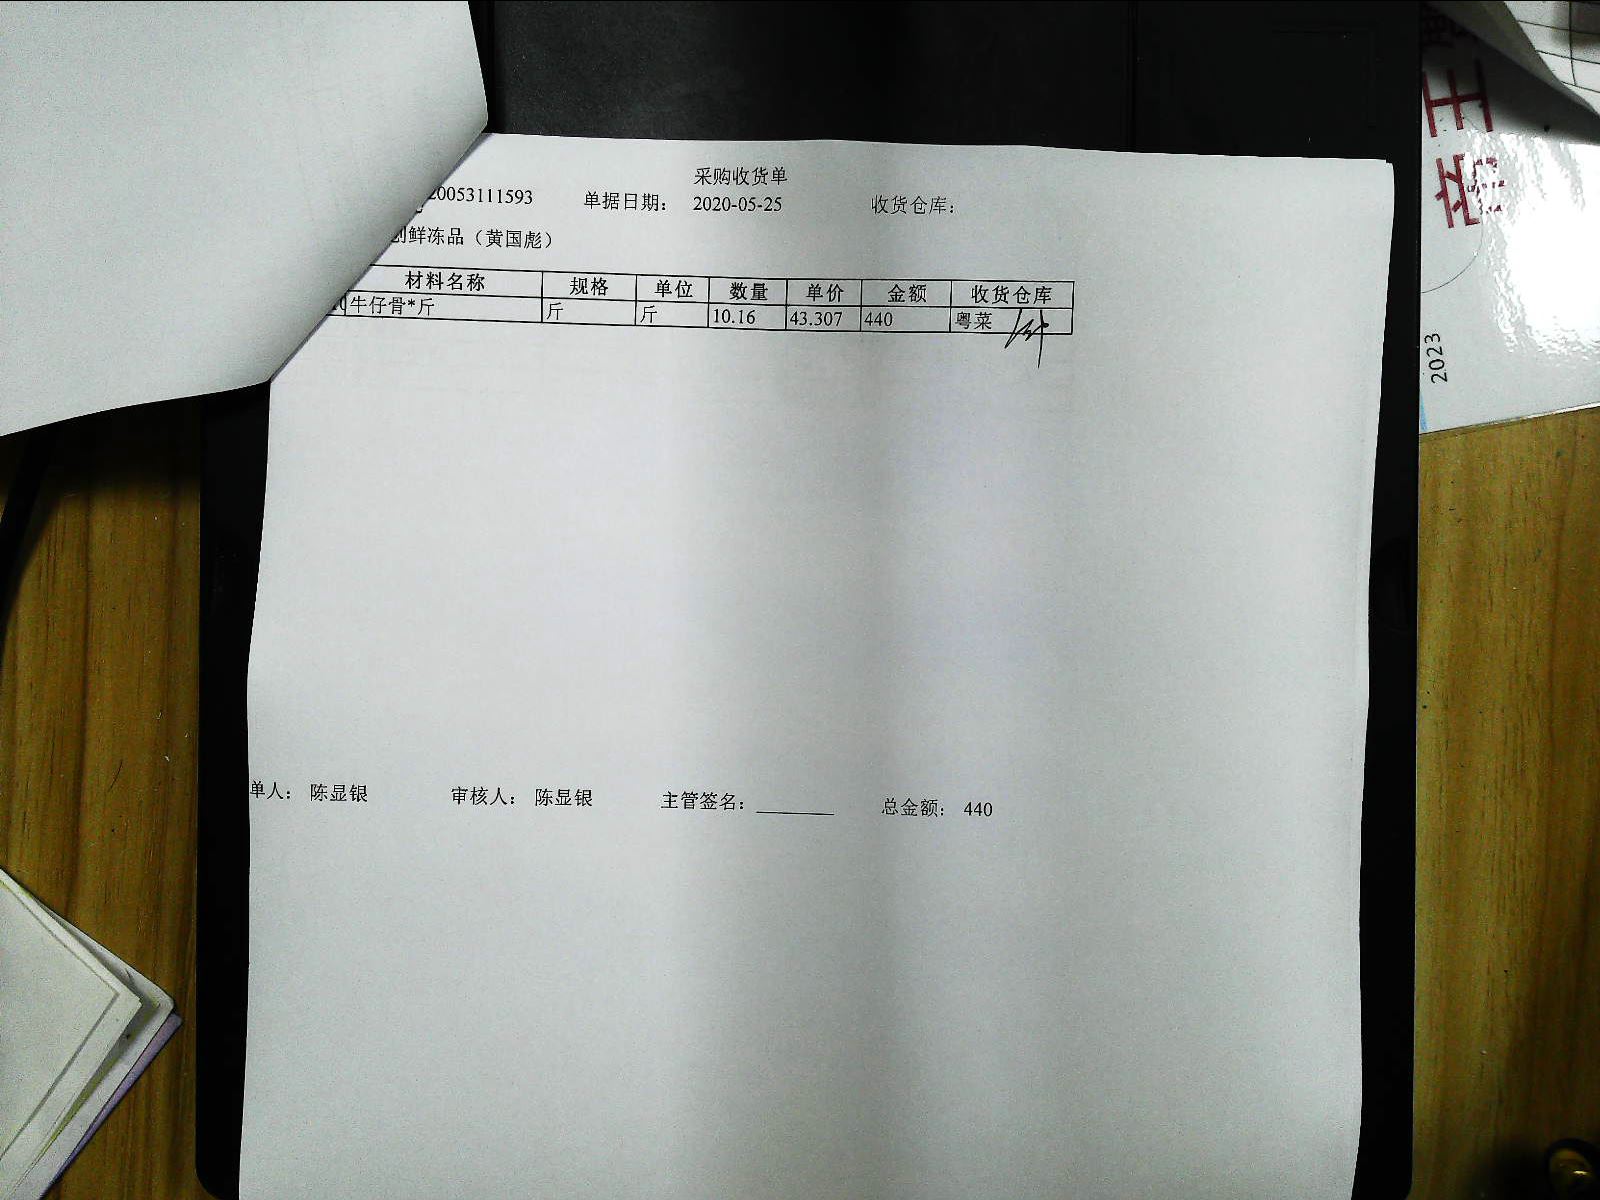 采购收货单
20053111593 单据日期： 2020-05-25 收货仓库：
创鲜冻品（黄国彪）
材料名称 规格 单位 数量 单价 金额 收货仓库
牛仔骨*斤 斤 斤 10.16 43.307 440 粤菜
单人： 陈显银 审核人： 陈显银 主管签名： 总金额： 440
帝王
2023